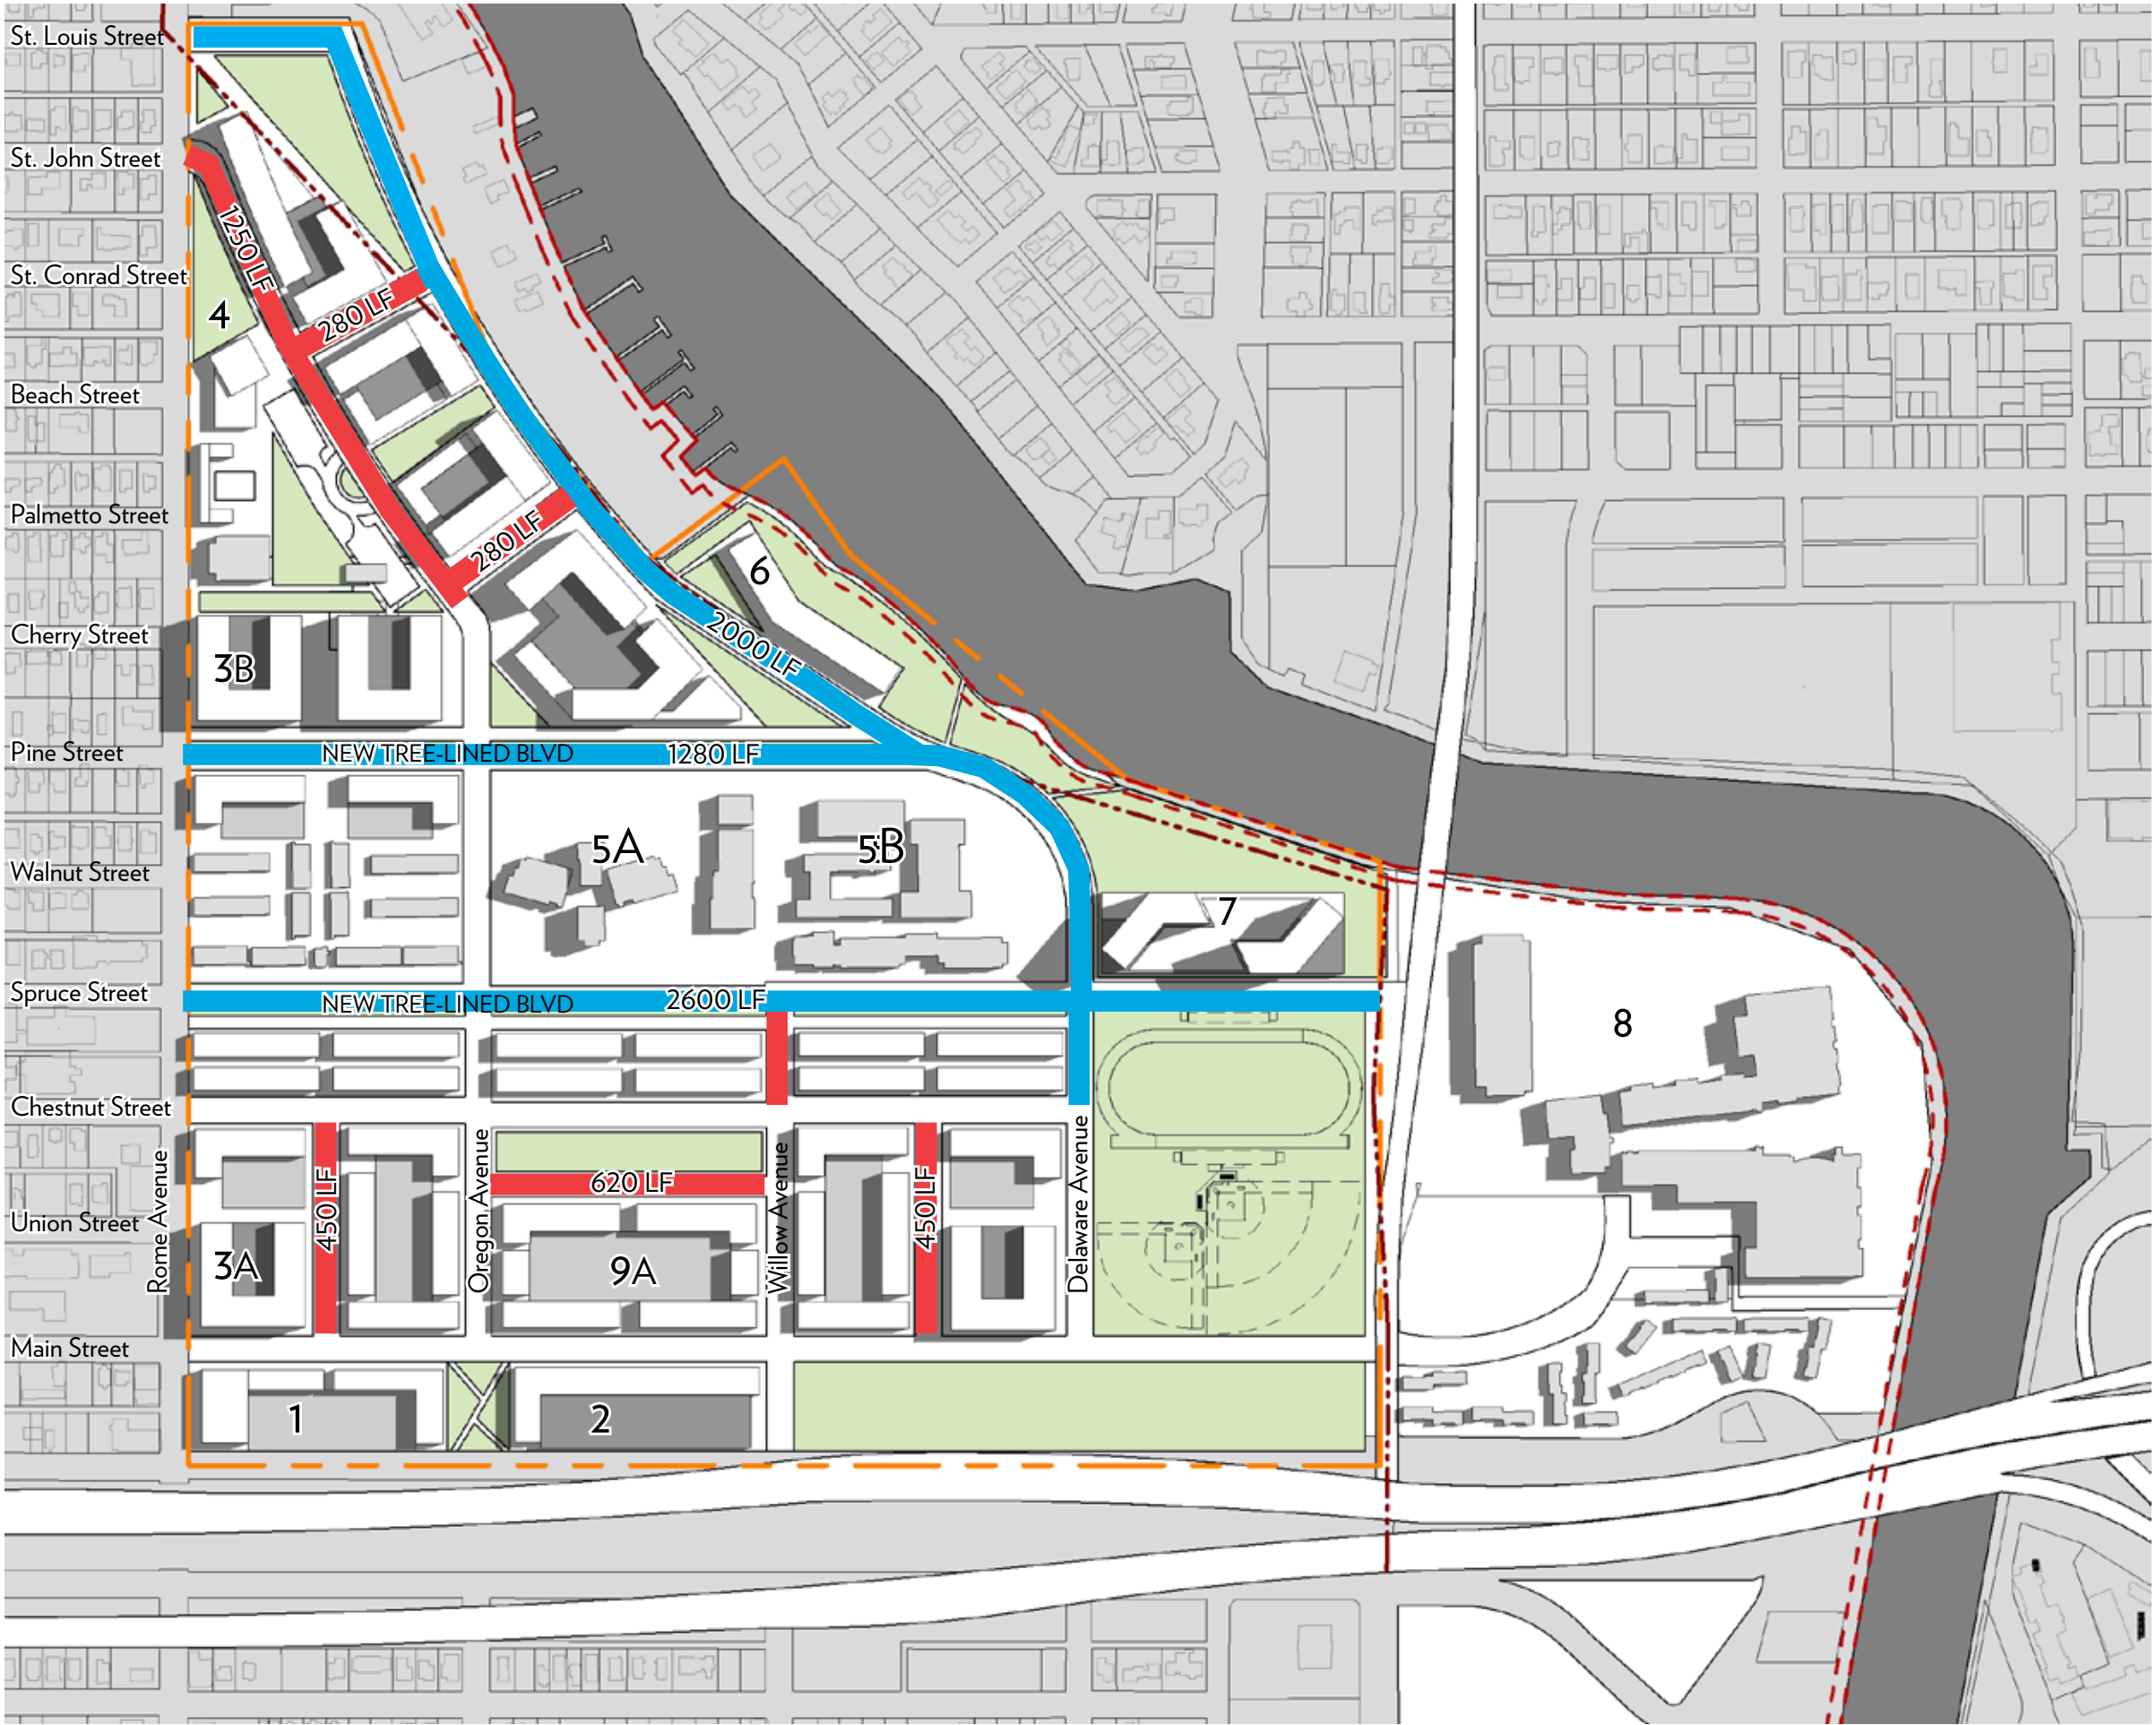 St. Louis Street
St. John Street
1250 LF
St. Conrad Street
280 LF
4
Beach Street
Palmetto Street
280 LF
6
Cherry Street
2000 LF
3B
Pine Street
NEW TREE-LINED BLVD
1280 LF
5A
5B
Walnut Street
7
Spruce Street
NEW TREE-LINED BLVD
2600 LF
8
Chestnut Street
Rome Avenue
450 LF
Oregon Avenue
620 LF
Willow Avenue
450 LF
Delaware Avenue
Union Street
3A
9A
Main Street
1
2